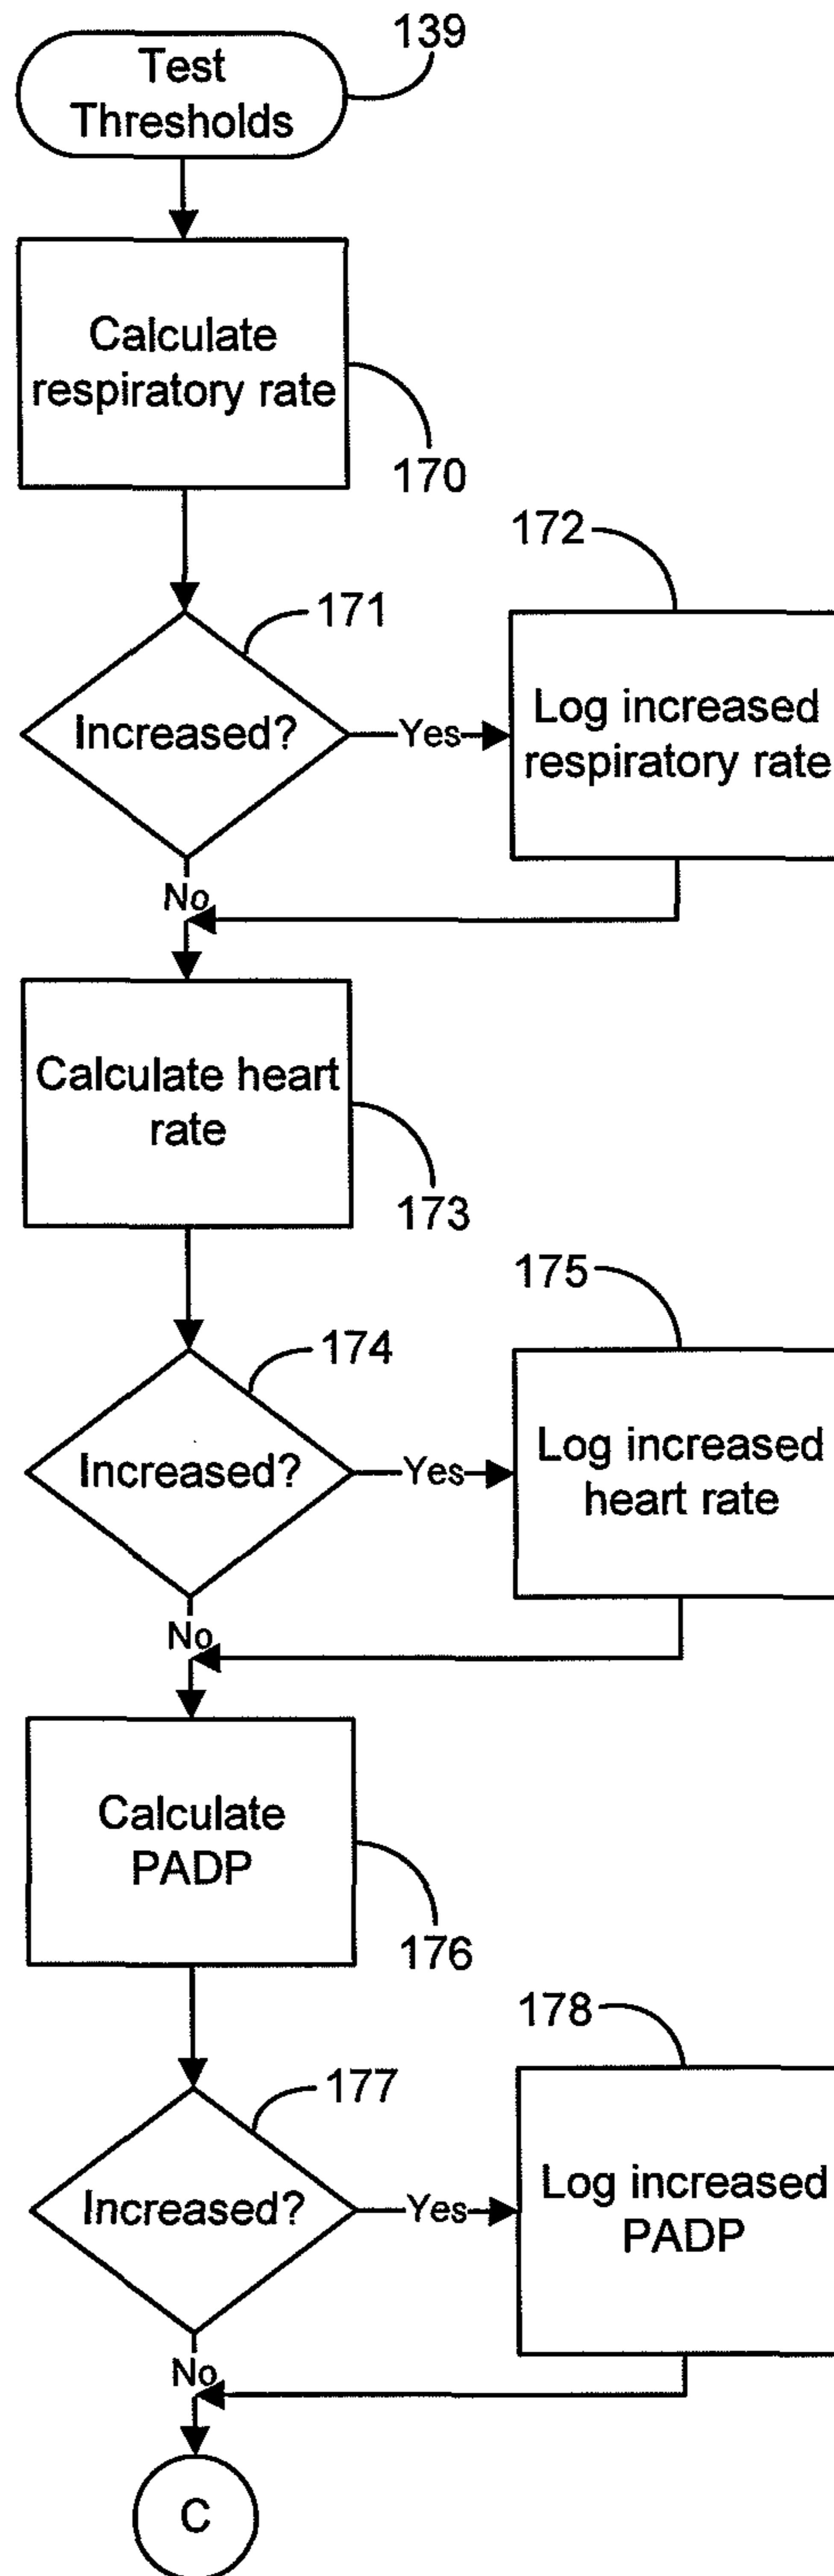 139
Test
Thresholds
Calculate
respiratory rate
170
172
171
Increased?
Yes
Log increased
respiratory rate
No
Calculate heart
rate
173
175
174
Increased?
Yes
Log increased
heart rate
No
Calculate
PADP
176
178
177
Increased?
Yes
Log increased
PADP
No
C